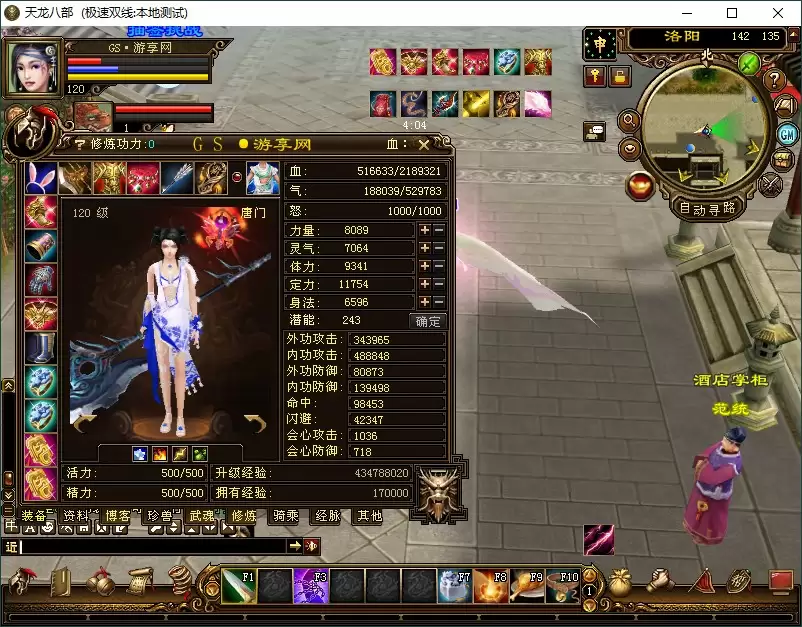 天龙八部 (极速双线:本地测试)
GS·游享网
120
1
4:04
申
洛阳 142 135
北
GM
自动寻路
? 修炼功力:0 GS ●游享网 血:
120 级 唐门
血: 516633/2189321
气: 188039/529783
怒: 1000/1000
力量: 8089
灵气: 7064
体力: 9341
定力: 11754
身法: 6596
潜能: 243 确定
外功攻击: 343965
内功攻击: 488848
外功防御: 80873
内功防御: 139498
命中: 98453
闪避: 42347
会心攻击: 1036
会心防御: 718
活力: 500/500 升级经验: 434788020
精力: 500/500 拥有经验: 170000
装备 资料 博客 珍兽 武魂 修炼 骑乘 经脉 其他
酒店掌柜
范统
近
F1 F3 F7 F8 F9 F10 1